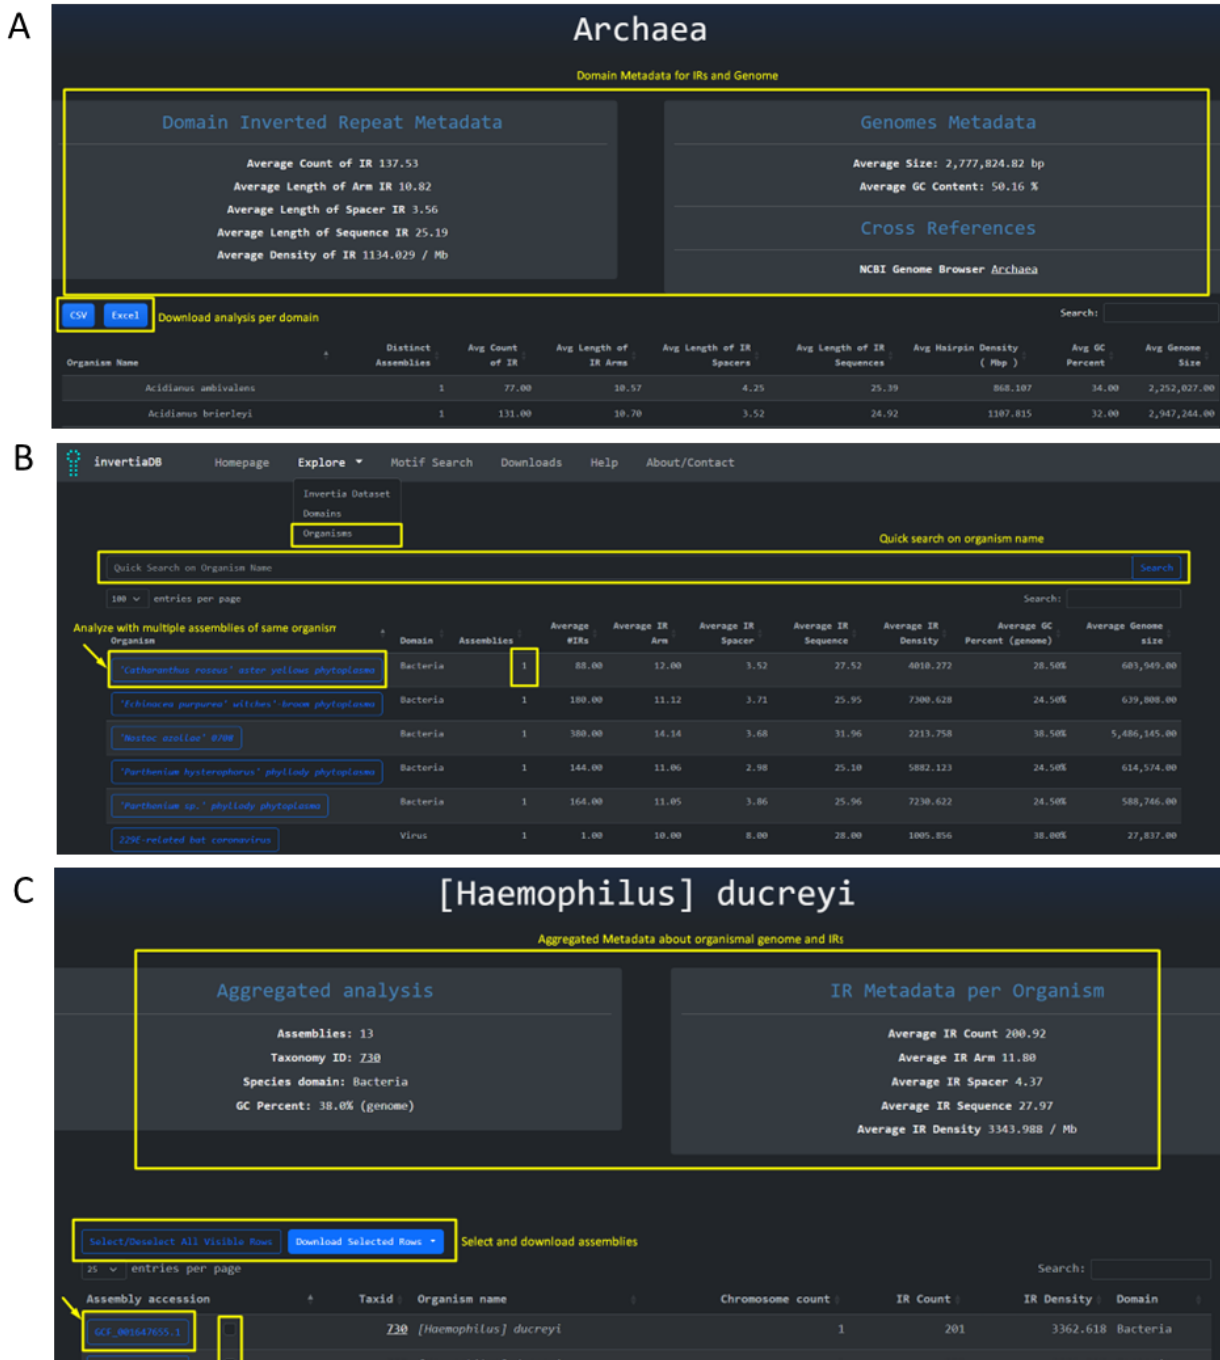 A
Archaea
Domain Metadata for IRs and Genome
Domain Inverted Repeat Metadata
Average Count of IR 137.53
Average Length of Arm IR 10.82
Average Length of Spacer IR 3.56
Average Length of Sequence IR 25.19
Average Density of IR 1134.029 / Mb
Genomes Metadata
Average Size: 2,777,824.82 bp
Average GC Content: 50.16 %
Cross References
NCBI Genome Browser Archaea
CSV Excel Download analysis per domain Search:
Organism Name Distinct Assemblies Avg Count of IR Avg Length of IR Arms Avg Length of IR Spacers Avg Length of IR Sequences Avg Hairpin Density ( Mbp ) Avg GC Percent Avg Genome Size
Acidianus ambivalens 1 77.00 10.57 4.25 25.39 868.107 34.00 2,252,027.00
Acidianus brierleyi 1 131.00 10.70 3.52 24.92 1107.815 32.00 2,947,244.00
B
invertiaDB Homepage Explore Motif Search Downloads Help About/Contact
Invertia Dataset
Domains
Organisms
Quick search on organism name
Quick Search on Organism Name Search
100 entries per page Search:
Analyze with multiple assemblies of same organism
Organism Domain Assemblies Average #IRs Average IR Arm Average IR Spacer Average IR Sequence Average IR Density Average GC Percent (genome) Average Genome size
'Catharanthus roseus' aster yellows phytoplasma Bacteria 1 88.00 12.00 3.52 27.52 4010.272 28.50% 603,949.00
'Echinacea purpurea' witches'-broom phytoplasma Bacteria 1 180.00 11.12 3.71 25.95 7300.628 24.50% 639,808.00
'Nostoc azollae' 0708 Bacteria 1 380.00 14.14 3.68 31.96 2213.758 38.50% 5,486,145.00
'Parthenium hysterophorus' phyllody phytoplasma Bacteria 1 144.00 11.06 2.98 25.10 5882.123 24.50% 614,574.00
'Parthenium sp.' phyllody phytoplasma Bacteria 1 164.00 11.05 3.86 25.96 7230.622 24.50% 588,746.00
229E-related bat coronavirus Virus 1 1.00 10.00 8.00 28.00 1005.856 38.00% 27,837.00
C
[Haemophilus] ducreyi
Aggregated Metadata about organismal genome and IRs
Aggregated analysis
Assemblies: 13
Taxonomy ID: 730
Species domain: Bacteria
GC Percent: 38.0% (genome)
IR Metadata per Organism
Average IR Count 200.92
Average IR Arm 11.80
Average IR Spacer 4.37
Average IR Sequence 27.97
Average IR Density 3343.988 / Mb
Select/Deselect All Visible Rows Download Selected Rows Select and download assemblies
25 entries per page Search:
Assembly accession Taxid Organism name Chromosome count IR Count IR Density Domain
GCF_001647655.1 730 [Haemophilus] ducreyi 1 201 3362.618 Bacteria